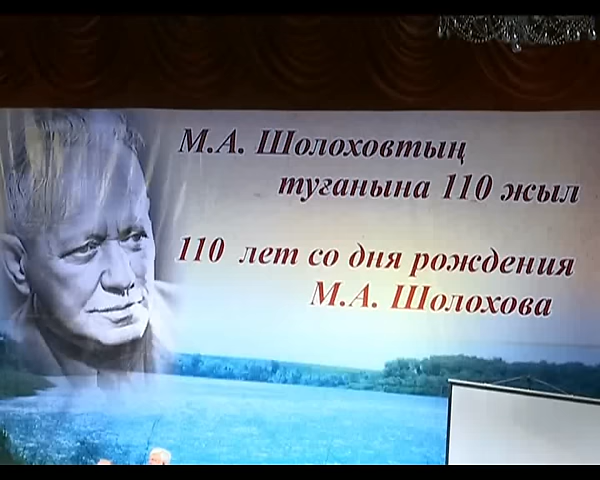 М.А. Шолоховтың
туғанына 110 жыл
110 лет со дня рождения
М.А. Шолохова